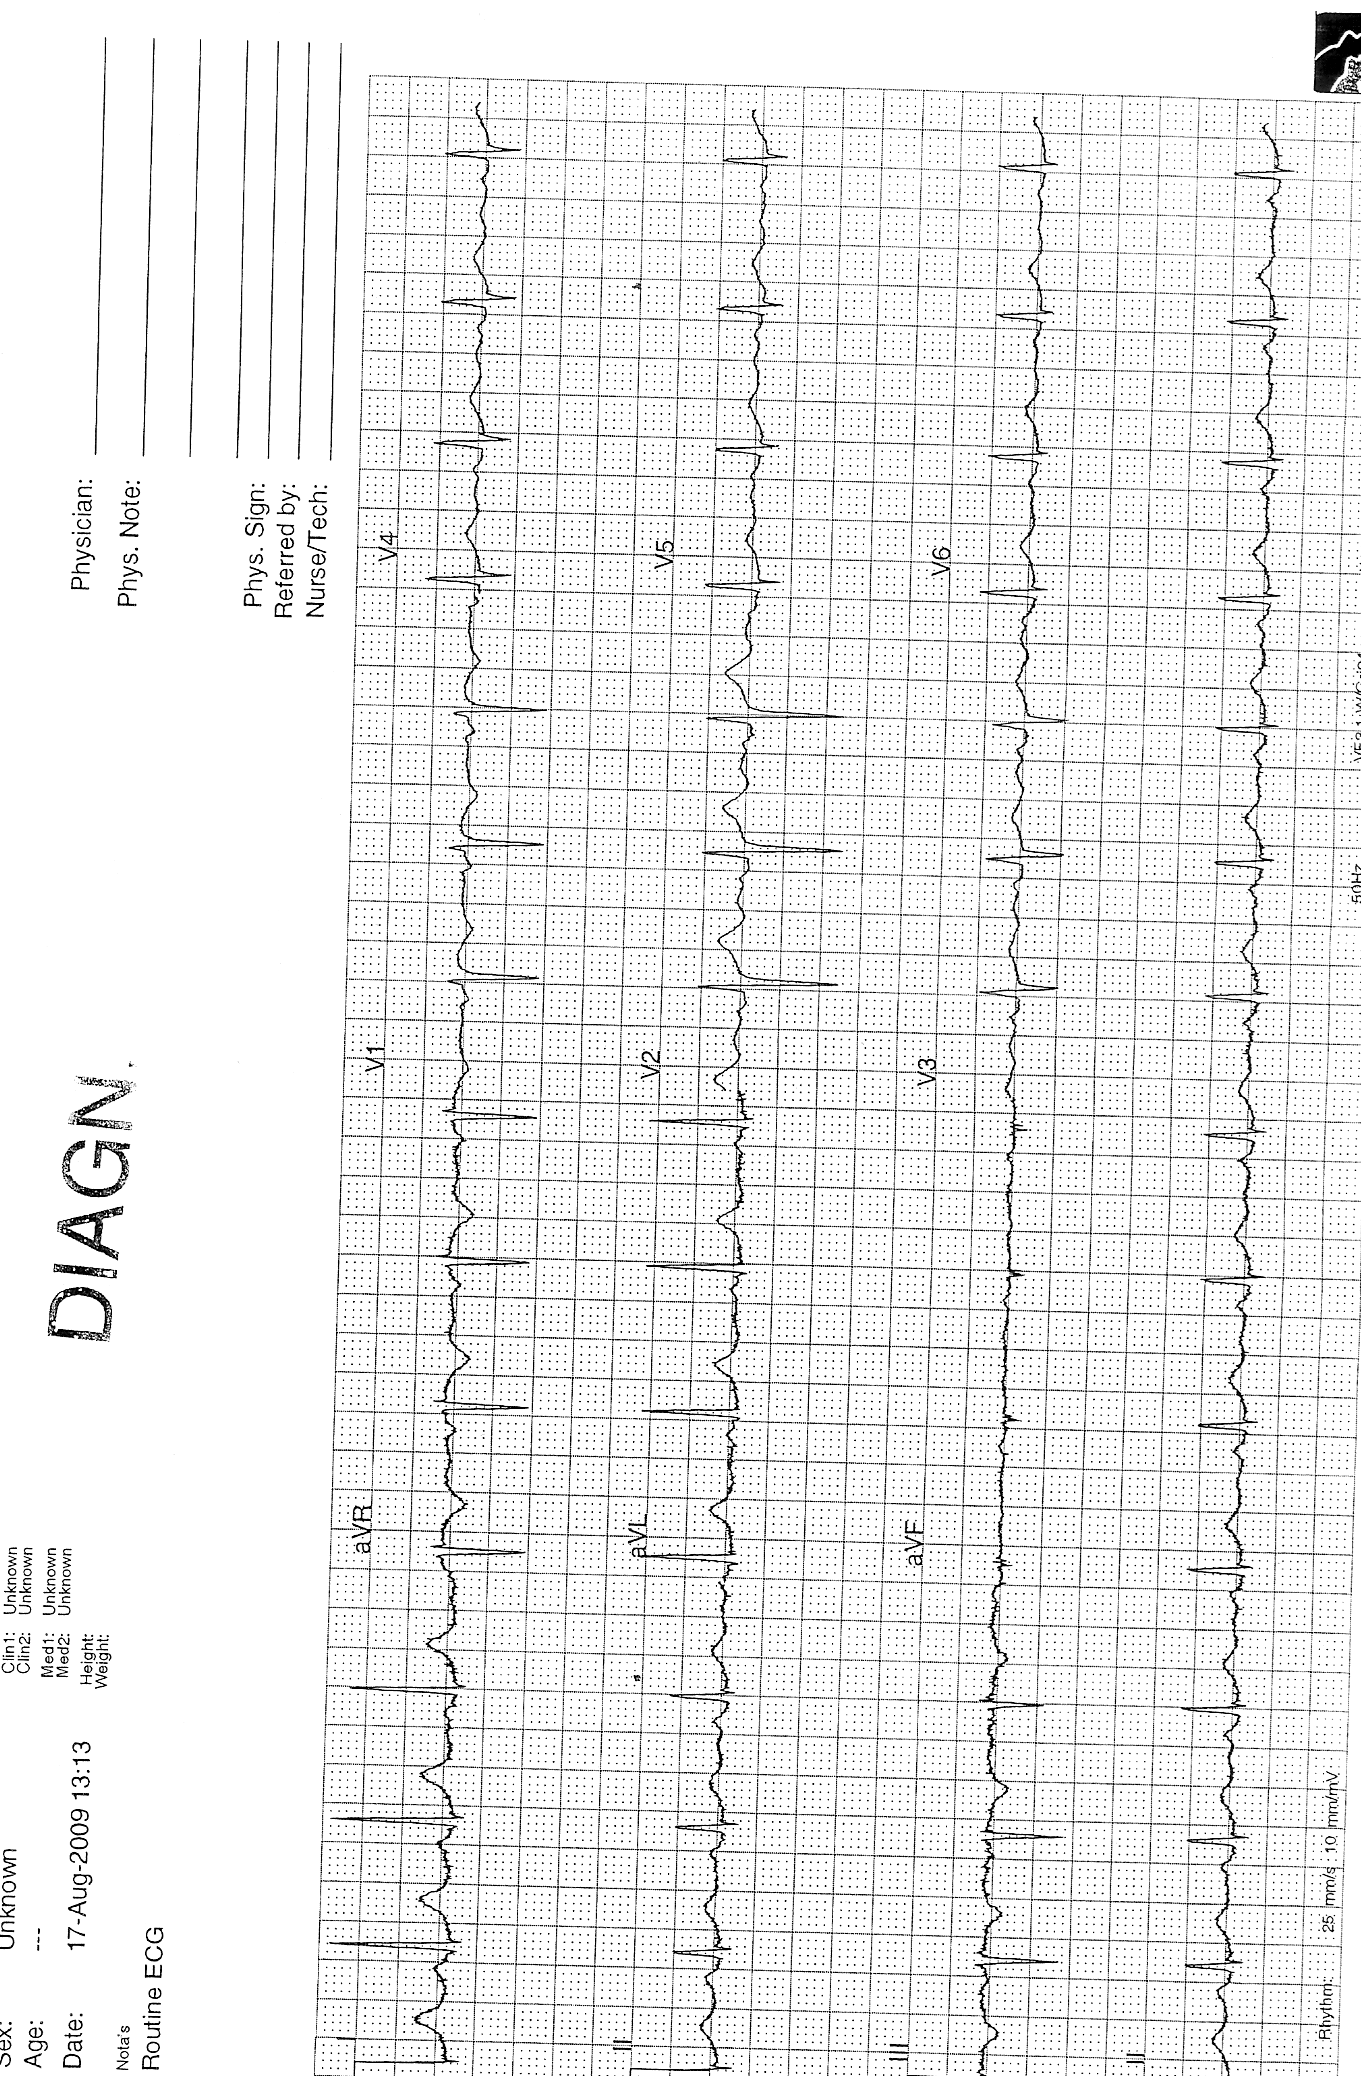 Sex: Unknown
Age: ---
Date: 17-Aug-2009 13:13
Nota's
Routine ECG
Clin1: Unknown
Clin2: Unknown
Med1: Unknown
Med2: Unknown
Height:
Weight:
DIAGN
Physician:
Phys. Note:
Phys. Sign:
Referred by:
Nurse/Tech:
I aVR V1 V4
II aVL V2 V5
III aVF V3 V6
II
Rhythm: 25 mm/s 10 mm/mV
50Hz